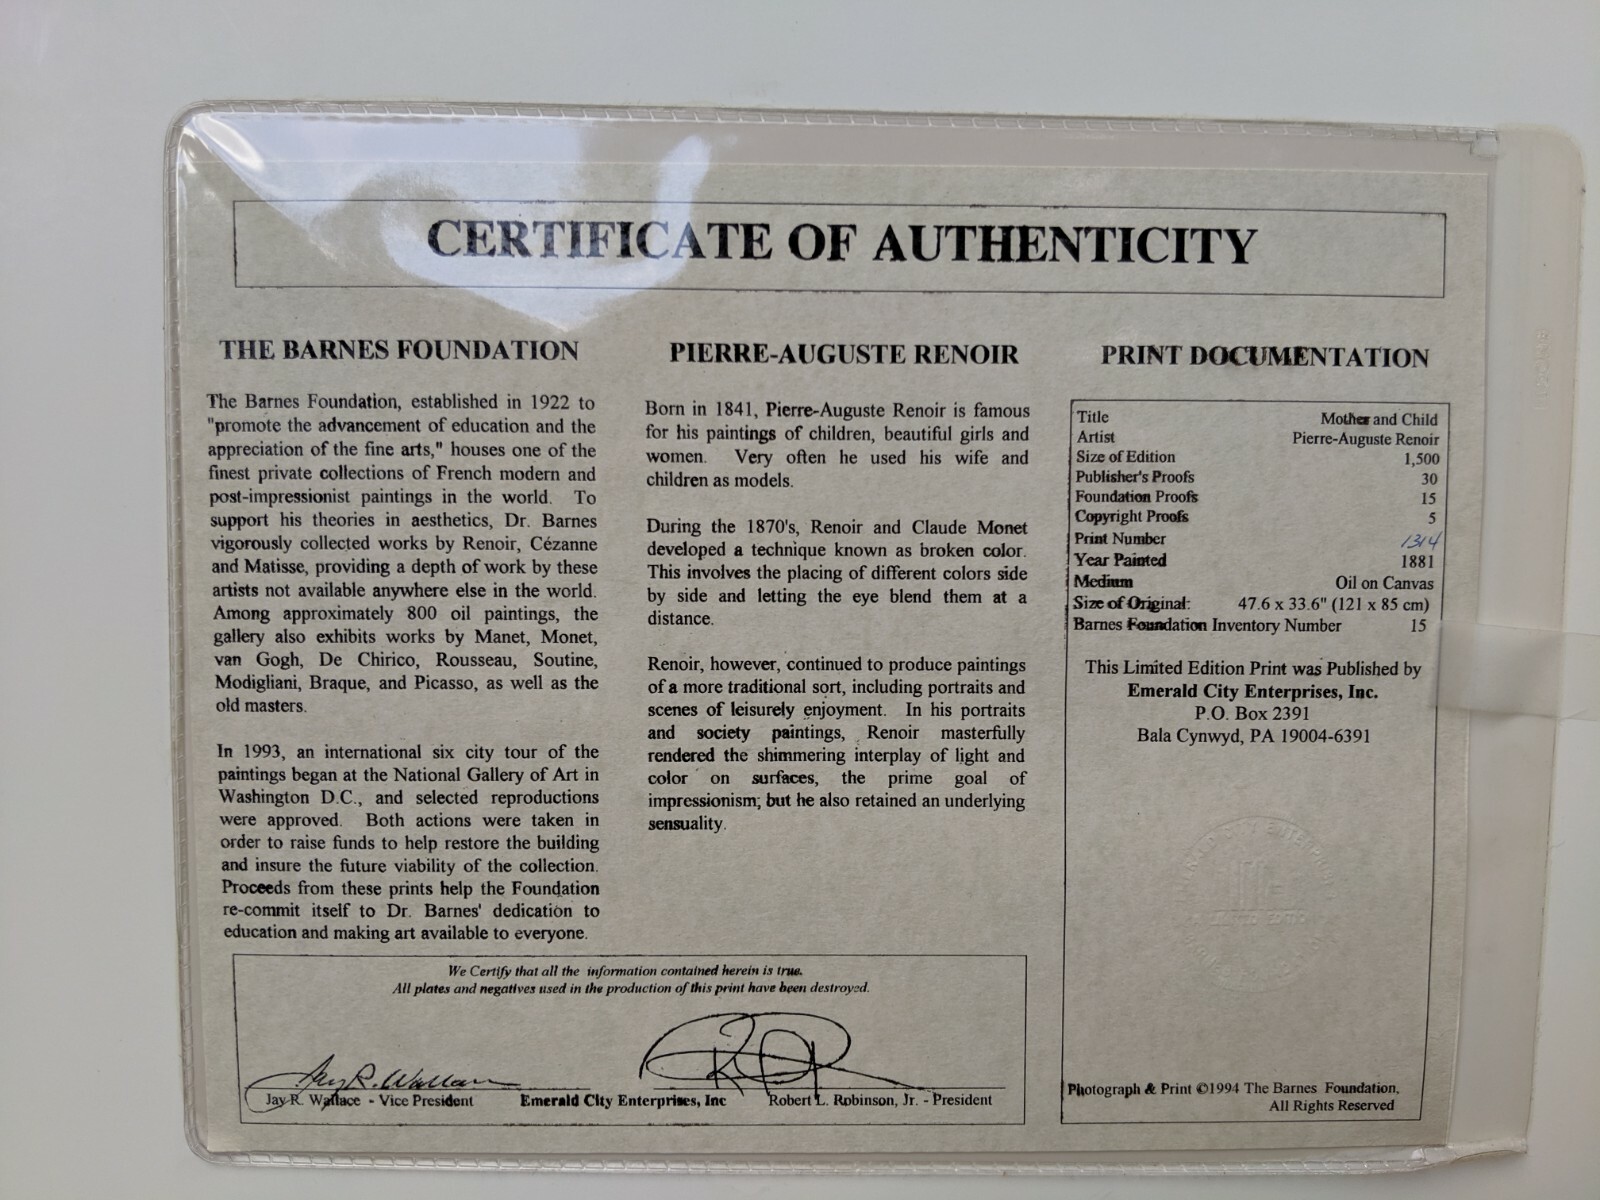 CERTIFICATE OF AUTHENTICITY
THE BARNES FOUNDATION
The Barnes Foundation, established in 1922 to
"promote the advancement of education and the
appreciation of the fine arts," houses one of the
finest private collections of French modern and
post-impressionist paintings in the world. To
support his theories in aesthetics, Dr. Barnes
vigorously collected works by Renoir, Cézanne
and Matisse, providing a depth of work by these
artists not available anywhere else in the world.
Among approximately 800 oil paintings, the
gallery also exhibits works by Manet, Monet,
van Gogh, De Chirico, Rousseau, Soutine,
Modigliani, Braque, and Picasso, as well as the
old masters.
In 1993, an international six city tour of the
paintings began at the National Gallery of Art in
Washington D.C., and selected reproductions
were approved. Both actions were taken in
order to raise funds to help restore the building
and insure the future viability of the collection.
Proceeds from these prints help the Foundation
re-commit itself to Dr. Barnes' dedication to
education and making art available to everyone.
PIERRE-AUGUSTE RENOIR
Born in 1841, Pierre-Auguste Renoir is famous
for his paintings of children, beautiful girls and
women. Very often he used his wife and
children as models.
During the 1870's, Renoir and Claude Monet
developed a technique known as broken color.
This involves the placing of different colors side
by side and letting the eye blend them at a
distance.
Renoir, however, continued to produce paintings
of a more traditional sort, including portraits and
scenes of leisurely enjoyment. In his portraits
and society paintings, Renoir masterfully
rendered the shimmering interplay of light and
color on surfaces, the prime goal of
impressionism; but he also retained an underlying
sensuality.
PRINT DOCUMENTATION
Title Mother and Child
Artist Pierre-Auguste Renoir
Size of Edition 1,500
Publisher's Proofs 30
Foundation Proofs 15
Copyright Proofs 5
Print Number 1314
Year Painted 1881
Medium Oil on Canvas
Size of Original: 47.6 x 33.6" (121 x 85 cm)
Barnes Foundation Inventory Number 15
This Limited Edition Print was Published by
Emerald City Enterprises, Inc.
P.O. Box 2391
Bala Cynwyd, PA 19004-6391
Photograph & Print ©1994 The Barnes Foundation,
All Rights Reserved
We Certify that all the information contained herein is true.
All plates and negatives used in the production of this print have been destroyed.
Jay R. Wallace
Jay R. Wallace - Vice President Emerald City Enterprises, Inc Robert L. Robinson, Jr. - President